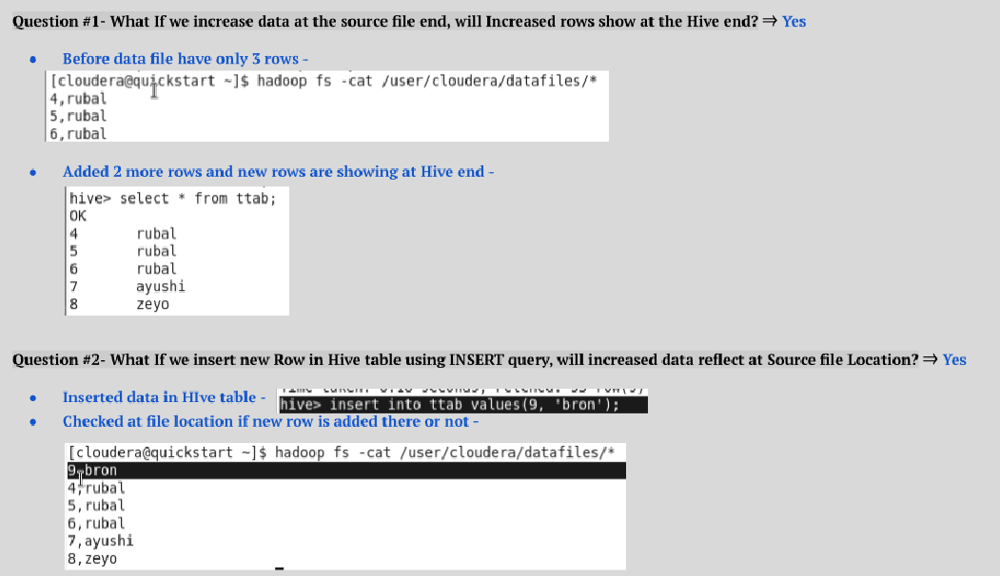 Question #1- What If we increase data at the source file end, will Increased rows show at the Hive end? ⇒ Yes
● Before data file have only 3 rows -
[cloudera@quickstart ~]$ hadoop fs -cat /user/cloudera/datafiles/*
4,rubal
5,rubal
6,rubal
● Added 2 more rows and new rows are showing at Hive end -
hive> select * from ttab;
OK
4 rubal
5 rubal
6 rubal
7 ayushi
8 zeyo
Question #2- What If we insert new Row in Hive table using INSERT query, will increased data reflect at Source file Location? ⇒ Yes
● Inserted data in HIve table -
hive> insert into ttab values(9, 'bron');
● Checked at file location if new row is added there or not -
[cloudera@quickstart ~]$ hadoop fs -cat /user/cloudera/datafiles/*
9,bron
4,rubal
5,rubal
6,rubal
7,ayushi
8,zeyo